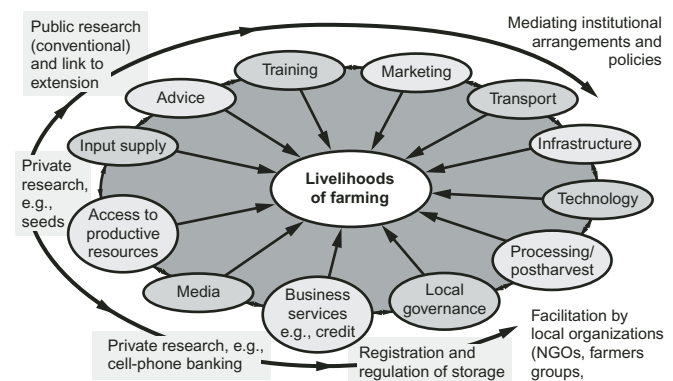 Public research
(conventional)
and link to
extension
Mediating institutional
arrangements and
policies
Training
Marketing
Advice
Transport
Input supply
Infrastructure
Private
research,
e.g.,
seeds
Livelihoods
of farming
Technology
Access to
productive
resources
Processing/
postharvest
Media
Business
services
e.g., credit
Local
governance
Private research, e.g.,
cell-phone banking
Registration and
regulation of storage
Facilitation by
local organizations
(NGOs, farmers
groups,